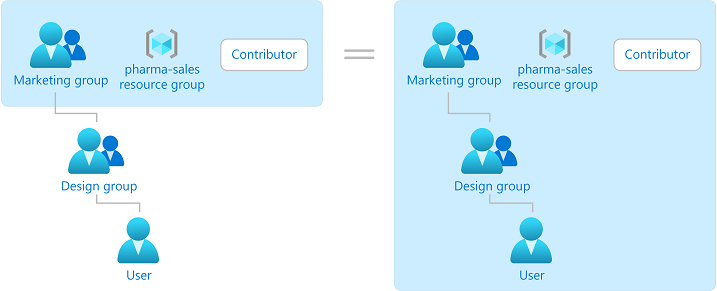 Marketing group
pharma-sales
resource group
Contributor
Design group
User
Marketing group
pharma-sales
resource group
Contributor
Design group
User